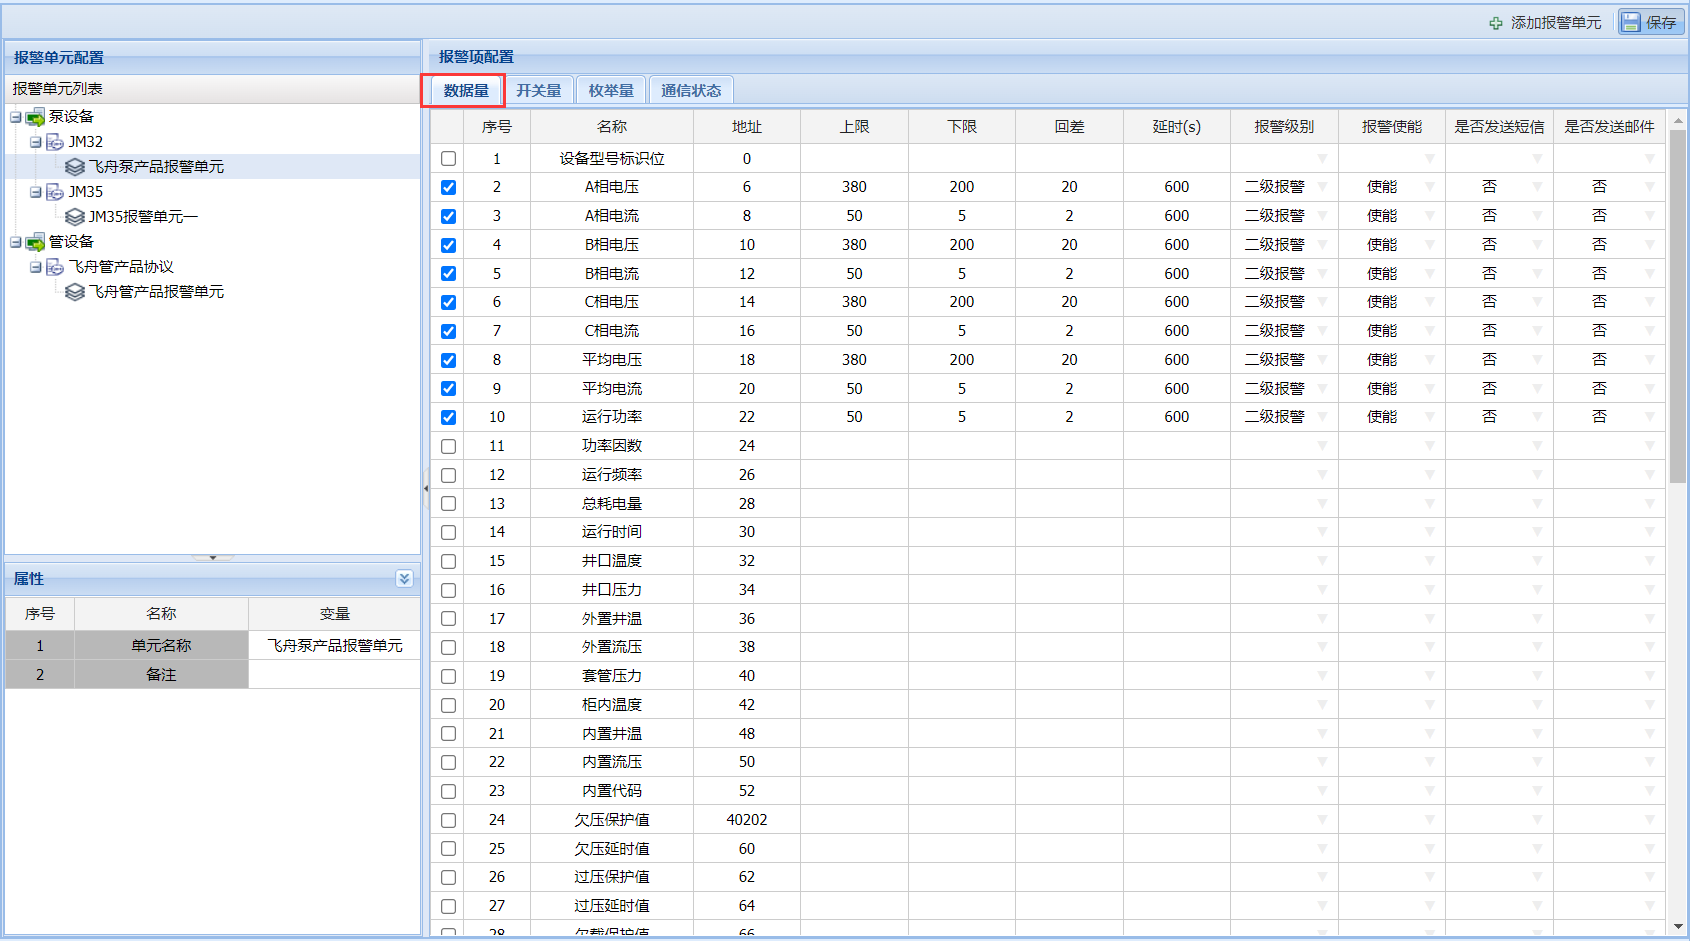 添加报警单元 保存
报警单元配置
报警单元列表
泵设备
JM32
飞舟泵产品报警单元
JM35
JM35报警单元一
管设备
飞舟管产品协议
飞舟管产品报警单元
属性
序号 名称 变量
1 单元名称 飞舟泵产品报警单元
2 备注
报警项配置
数据量 开关量 枚举量 通信状态
序号 名称 地址 上限 下限 回差 延时(s) 报警级别 报警使能 是否发送短信 是否发送邮件
1 设备型号标识位 0
2 A相电压 6 380 200 20 600 二级报警 使能 否 否
3 A相电流 8 50 5 2 600 二级报警 使能 否 否
4 B相电压 10 380 200 20 600 二级报警 使能 否 否
5 B相电流 12 50 5 2 600 二级报警 使能 否 否
6 C相电压 14 380 200 20 600 二级报警 使能 否 否
7 C相电流 16 50 5 2 600 二级报警 使能 否 否
8 平均电压 18 380 200 20 600 二级报警 使能 否 否
9 平均电流 20 50 5 2 600 二级报警 使能 否 否
10 运行功率 22 50 5 2 600 二级报警 使能 否 否
11 功率因数 24
12 运行频率 26
13 总耗电量 28
14 运行时间 30
15 井口温度 32
16 井口压力 34
17 外置井温 36
18 外置流压 38
19 套管压力 40
20 柜内温度 42
21 内置井温 48
22 内置流压 50
23 内置代码 52
24 欠压保护值 40202
25 欠压延时值 60
26 过压保护值 62
27 过压延时值 64
28 欠载保护值 66